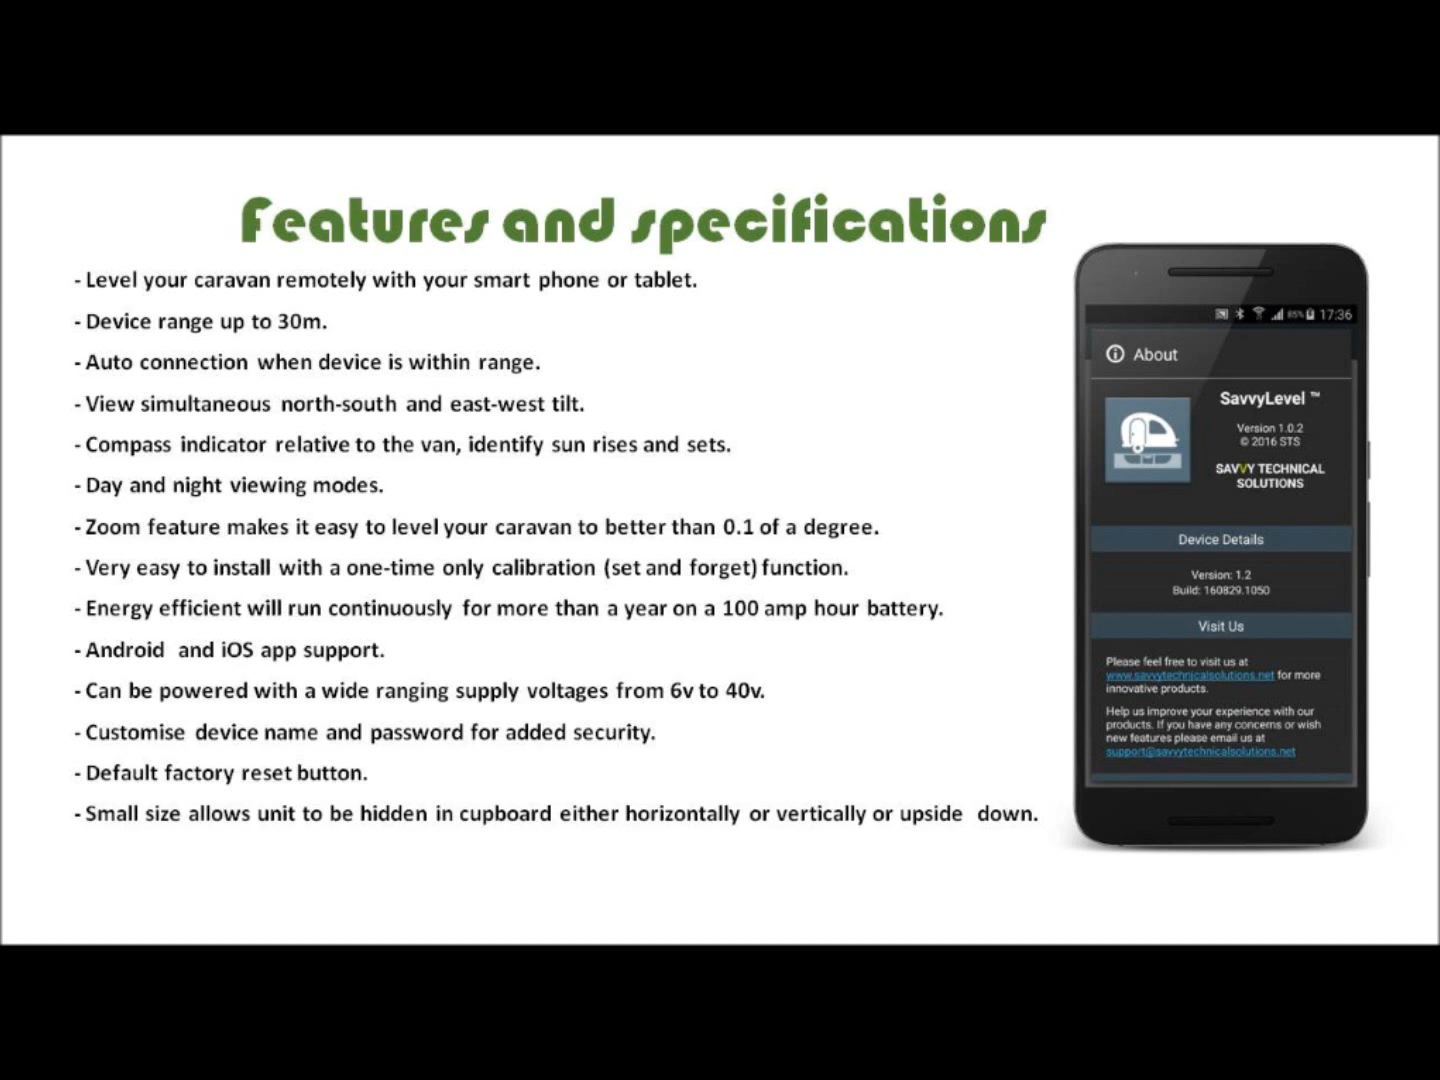 Features and specifications
- Level your caravan remotely with your smart phone or tablet.
- Device range up to 30m.
- Auto connection when device is within range.
- View simultaneous north-south and east-west tilt.
- Compass indicator relative to the van, identify sun rises and sets.
- Day and night viewing modes.
- Zoom feature makes it easy to level your caravan to better than 0.1 of a degree.
- Very easy to install with a one-time only calibration (set and forget) function.
- Energy efficient will run continuously for more than a year on a 100 amp hour battery.
- Android and iOS app support.
- Can be powered with a wide ranging supply voltages from 6v to 40v.
- Customise device name and password for added security.
- Default factory reset button.
- Small size allows unit to be hidden in cupboard either horizontally or vertically or upside down.
85% 17:36
About
SavvyLevel ™
Version 1.0.2
© 2016 STS
SAVVY TECHNICAL
SOLUTIONS
Device Details
Version: 1.2
Build: 160829.1050
Visit Us
Please feel free to visit us at
www.savvytechnicalsolutions.net for more
innovative products.
Help us improve your experience with our
products. If you have any concerns or wish
new features please email us at
support@savvytechnicalsolutions.net